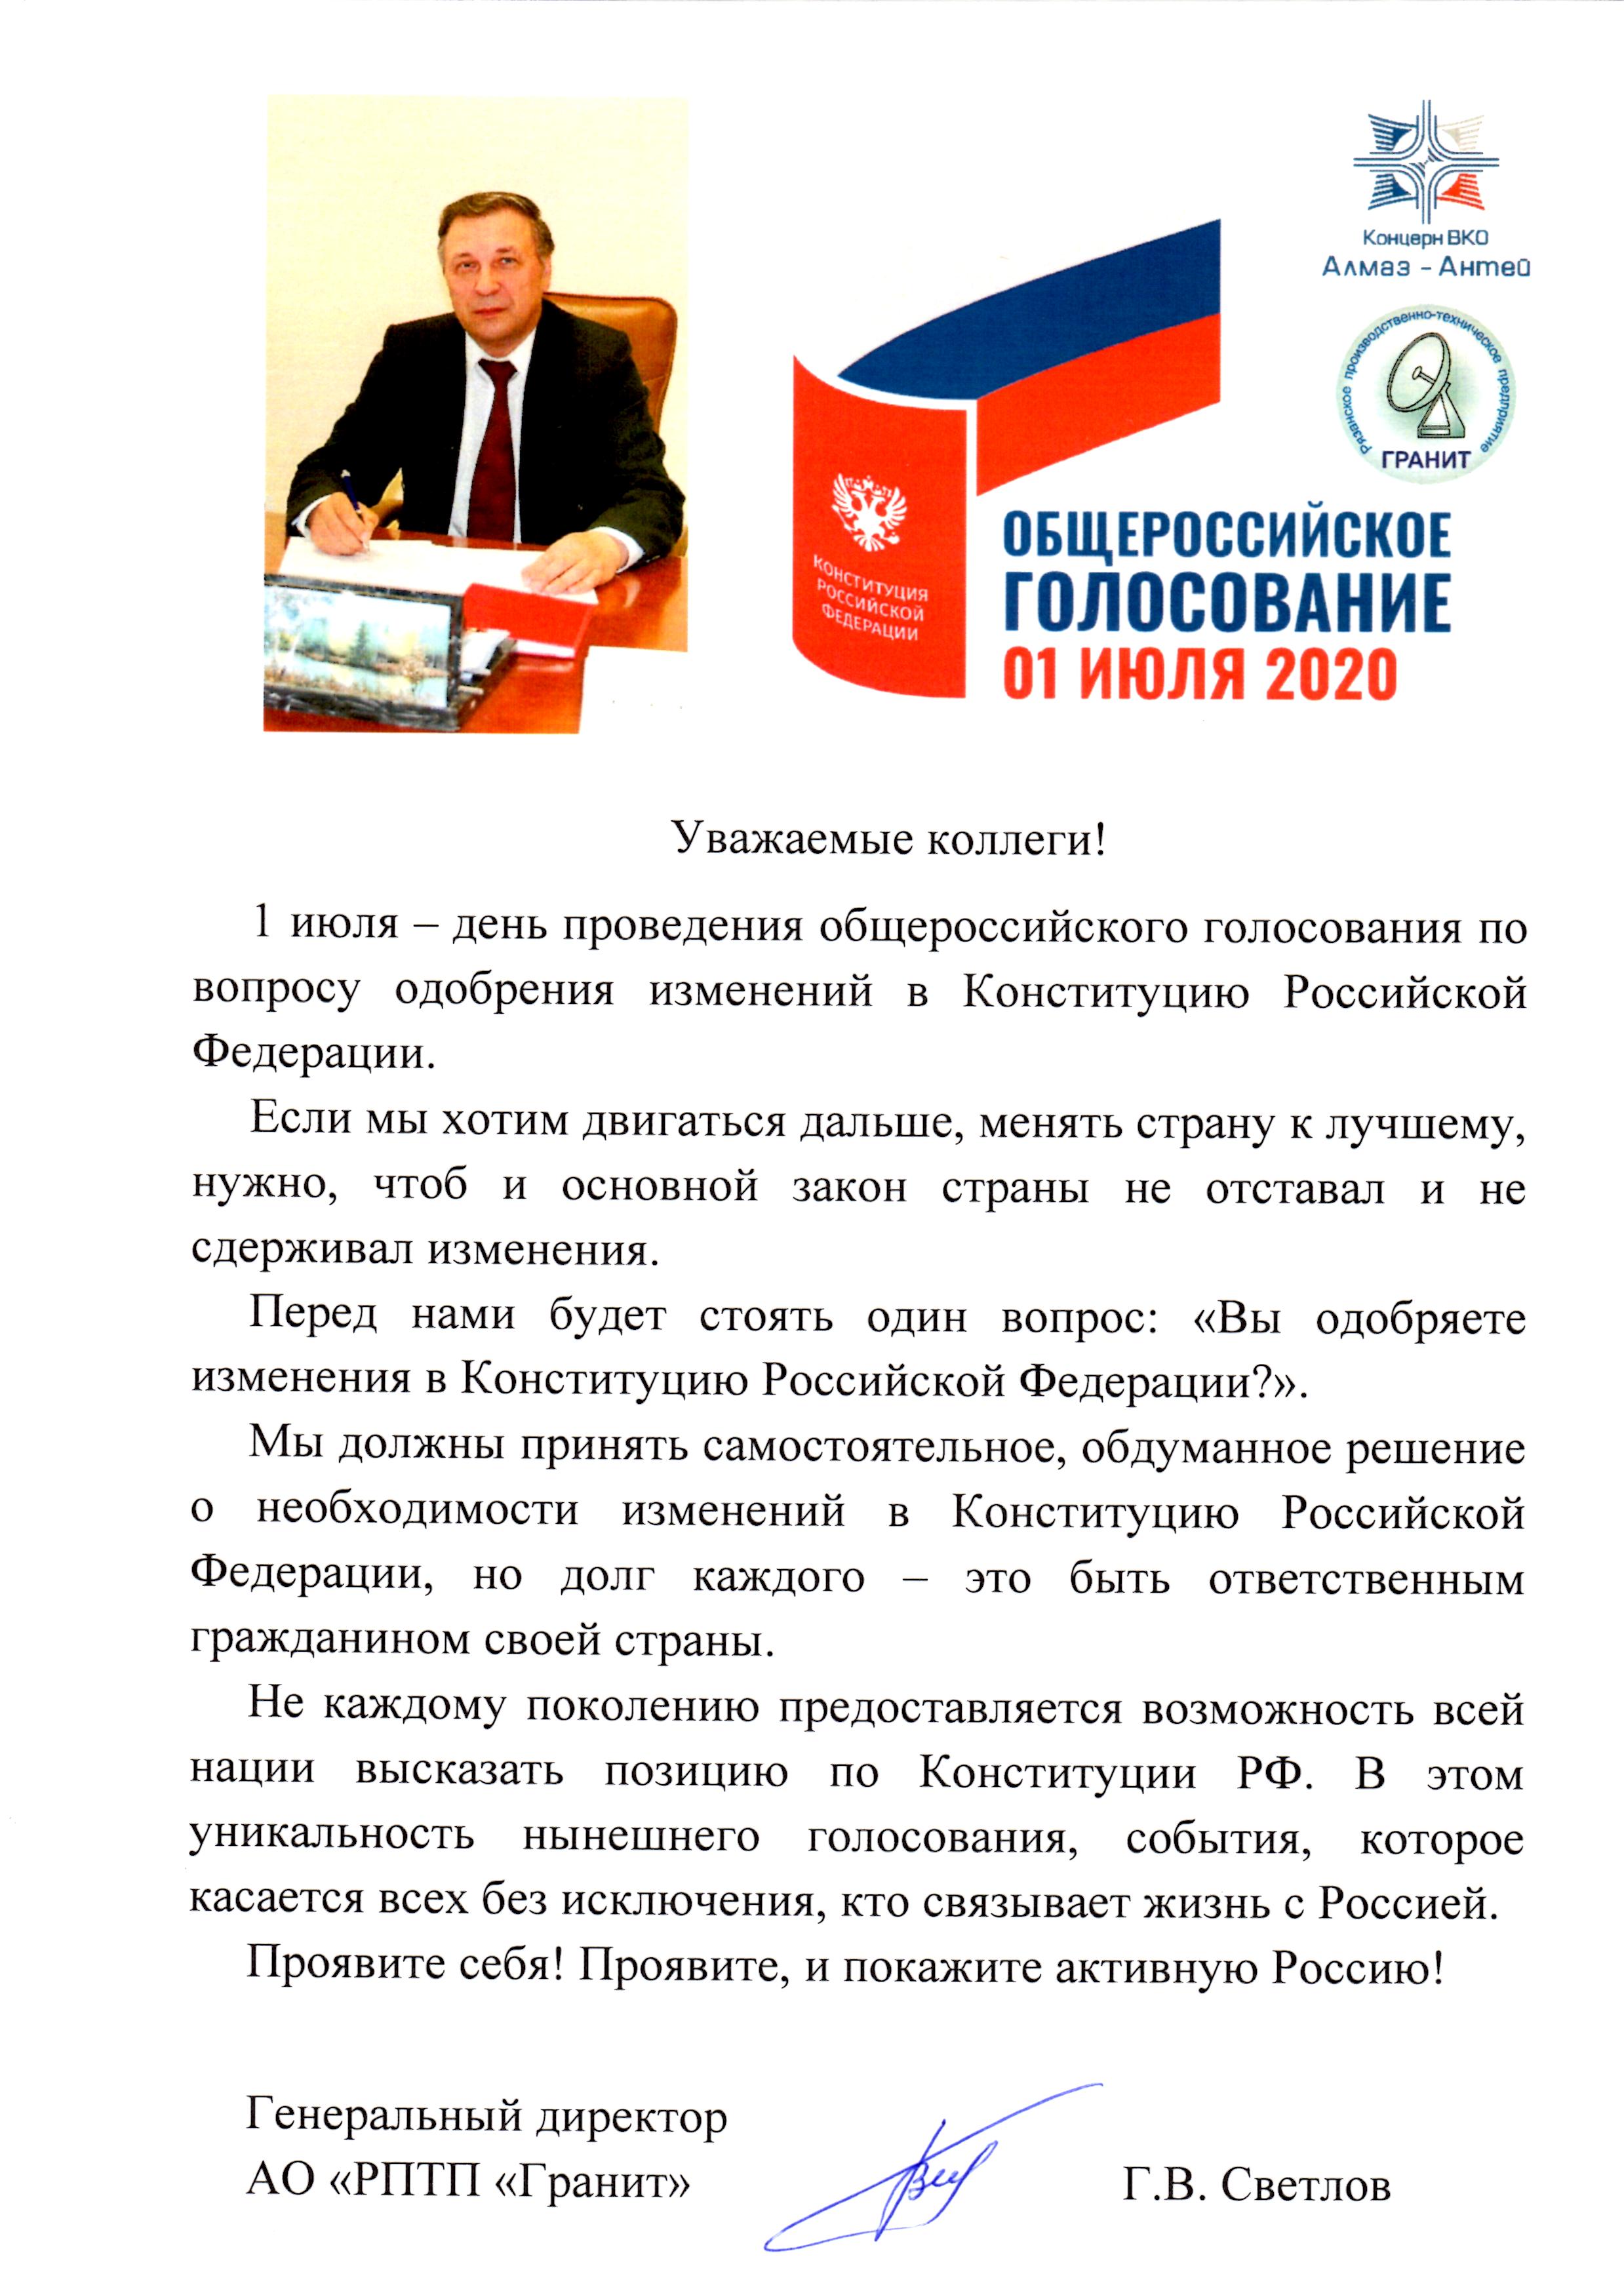 Концерн ВКО
Алмаз - Антей
Рязанское производственно-техническое предприятие
ГРАНИТ
КОНСТИТУЦИЯ
РОССИЙСКОЙ
ФЕДЕРАЦИИ
ОБЩЕРОССИЙСКОЕ
ГОЛОСОВАНИЕ
01 ИЮЛЯ 2020
Уважаемые коллеги!
1 июля – день проведения общероссийского голосования по
вопросу одобрения изменений в Конституцию Российской
Федерации.
Если мы хотим двигаться дальше, менять страну к лучшему,
нужно, чтоб и основной закон страны не отставал и не
сдерживал изменения.
Перед нами будет стоять один вопрос: «Вы одобряете
изменения в Конституцию Российской Федерации?».
Мы должны принять самостоятельное, обдуманное решение
о необходимости изменений в Конституцию Российской
Федерации, но долг каждого – это быть ответственным
гражданином своей страны.
Не каждому поколению предоставляется возможность всей
нации высказать позицию по Конституции РФ. В этом
уникальность нынешнего голосования, события, которое
касается всех без исключения, кто связывает жизнь с Россией.
Проявите себя! Проявите, и покажите активную Россию!
Генеральный директор
АО «РПТП «Гранит»
Г.В. Светлов